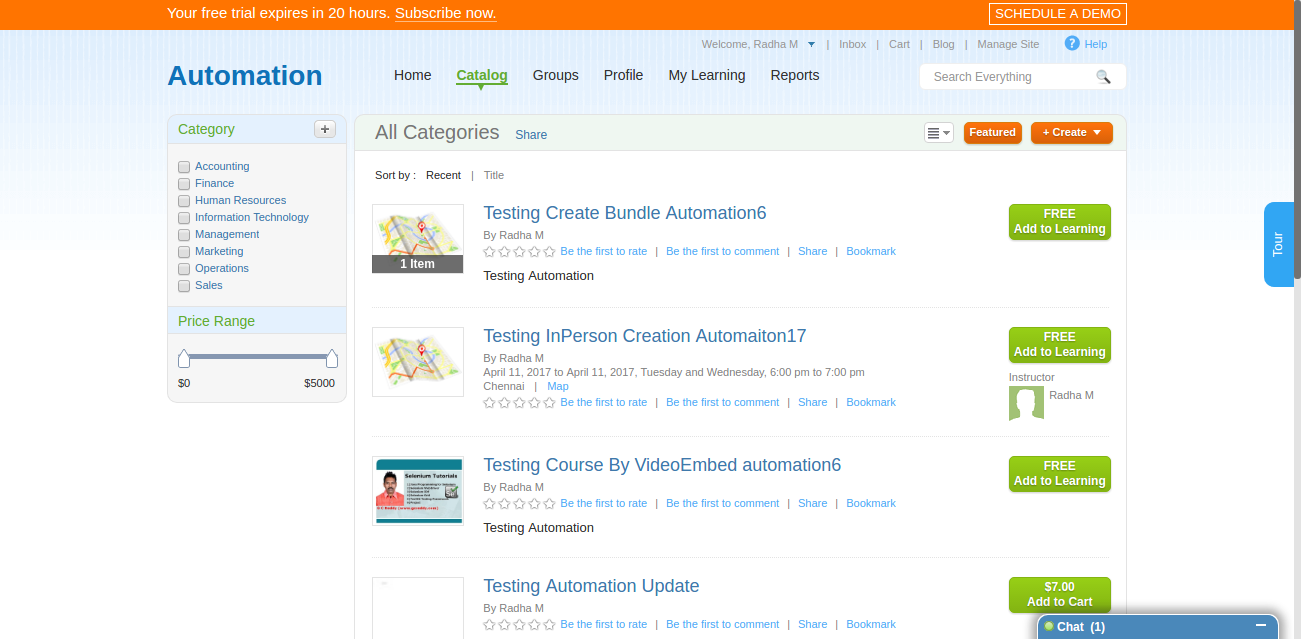 Your free trial expires in 20 hours. Subscribe now.
SCHEDULE A DEMO
Welcome, Radha M | Inbox | Cart | Blog | Manage Site ? Help
Automation
Home Catalog Groups Profile My Learning Reports
Search Everything
Category +
Accounting
Finance
Human Resources
Information Technology
Management
Marketing
Operations
Sales
Price Range
$0 $5000
All Categories Share
Featured
+ Create
Sort by : Recent | Title
Testing Create Bundle Automation6
By Radha M
Be the first to rate | Be the first to comment | Share | Bookmark
1 Item
Testing Automation
FREE
Add to Learning
Testing InPerson Creation Automaiton17
By Radha M
April 11, 2017 to April 11, 2017, Tuesday and Wednesday, 6:00 pm to 7:00 pm
Chennai | Map
Be the first to rate | Be the first to comment | Share | Bookmark
FREE
Add to Learning
Instructor
Radha M
Selenium Tutorials
Testing Course By VideoEmbed automation6
By Radha M
Be the first to rate | Be the first to comment | Share | Bookmark
Testing Automation
FREE
Add to Learning
Testing Automation Update
By Radha M
Be the first to rate | Be the first to comment | Share | Bookmark
$7.00
Add to Cart
Tour
Chat (1)